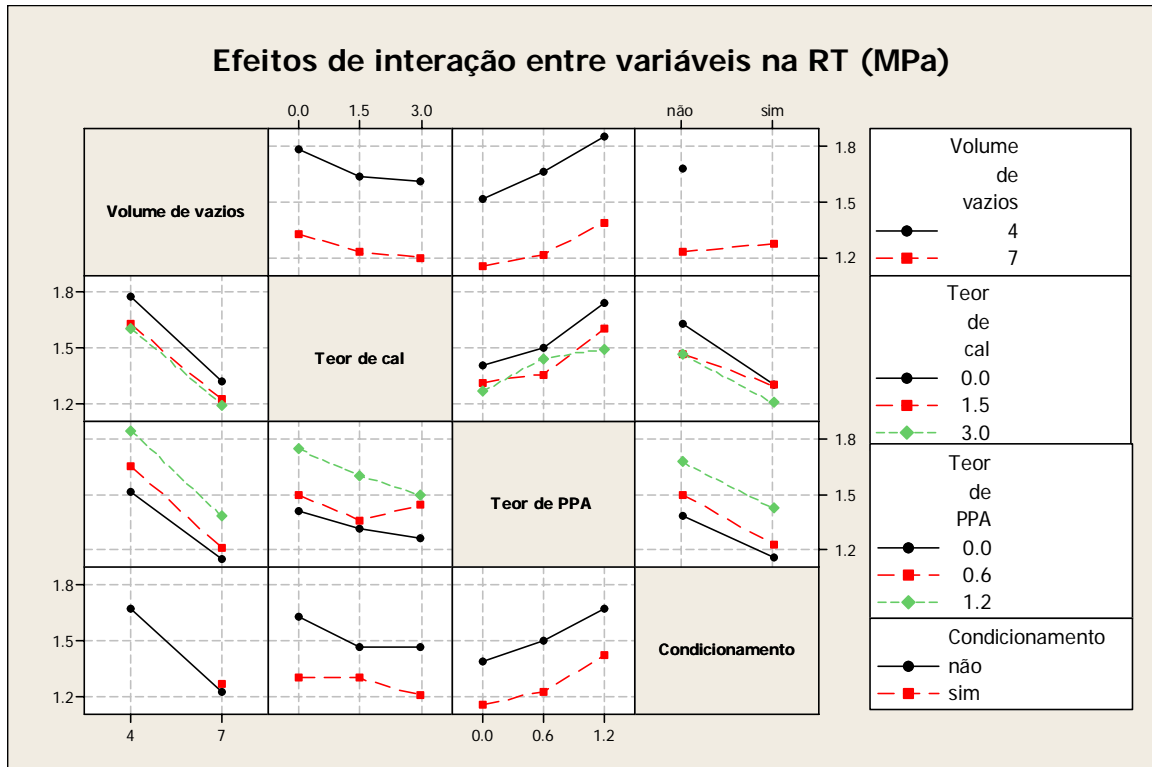 Efeitos de interação entre variáveis na RT (MPa)
0.0 1.5 3.0 não sim
Volume de vazios
1.8
1.5
1.2
Volume
de
vazios
4
7
1.8
1.5
1.2
Teor de cal
Teor
de
cal
0.0
1.5
3.0
Teor de PPA
1.8
1.5
1.2
Teor
de
PPA
0.0
0.6
1.2
1.8
1.5
1.2
Condicionamento
Condicionamento
não
sim
4 7 0.0 0.6 1.2